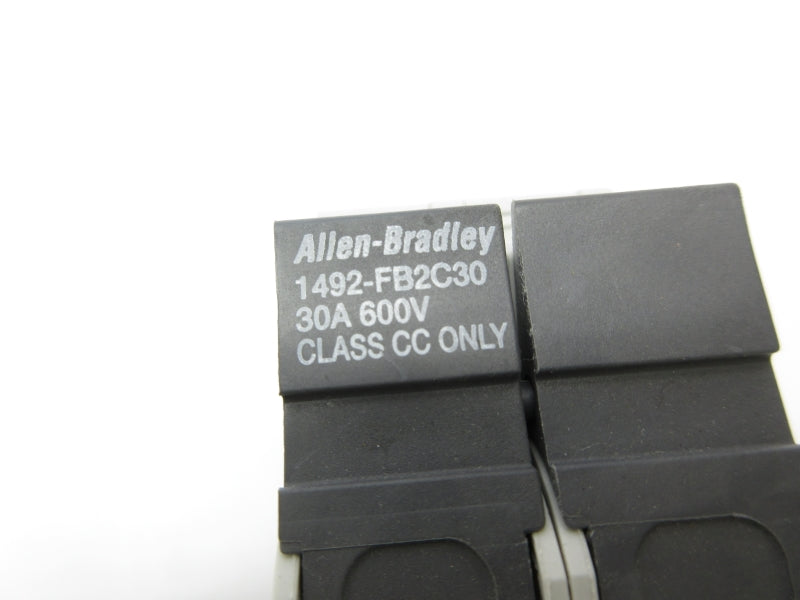 Allen-Bradley
1492-FB2C30
30A 600V
CLASS CC ONLY